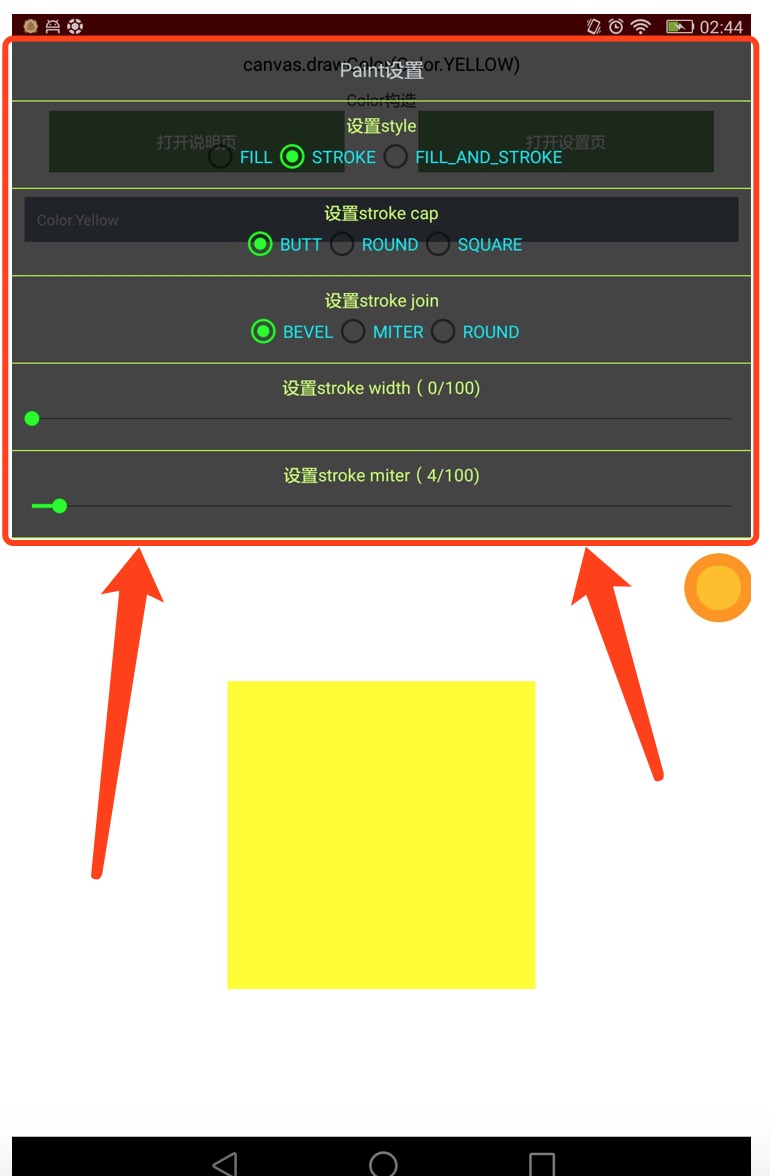 02:44
canvas.drawColor(Color.YELLOW)
Paint设置
Color构造
设置style
打开说明页
打开设置页
FILL STROKE FILL_AND_STROKE
设置stroke cap
Color.Yellow
BUTT ROUND SQUARE
设置stroke join
BEVEL MITER ROUND
设置stroke width（0/100)
设置stroke miter（4/100)